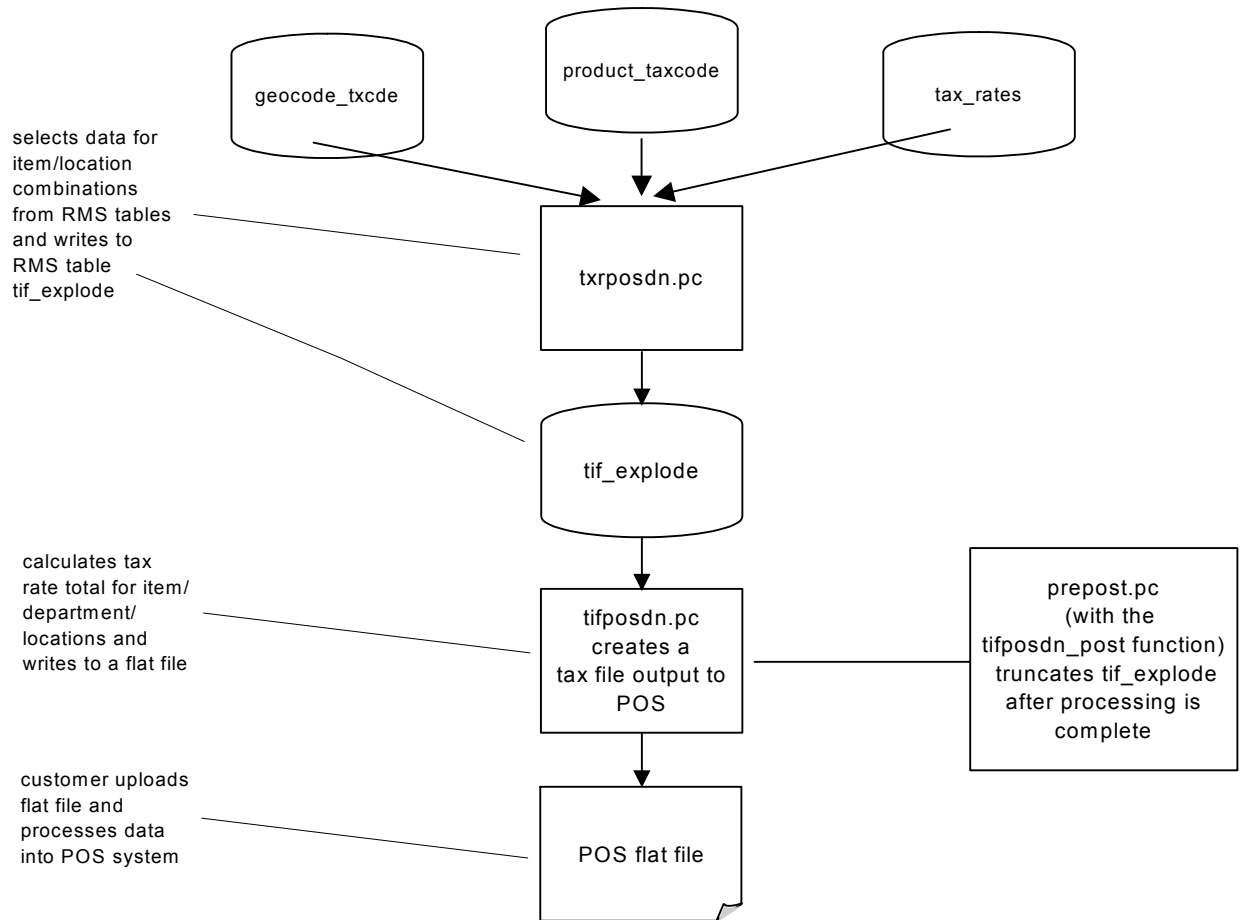 geocode_txcde
product_taxcode
tax_rates
selects data for
item/location
combinations
from RMS tables
and writes to
RMS table
tif_explode
txrposdn.pc
tif_explode
calculates tax
rate total for item/
department/
locations and
writes to a flat file
tifposdn.pc
creates a
tax file output to
POS
prepost.pc
(with the
tifposdn_post function)
truncates tif_explode
after processing is
complete
customer uploads
flat file and
processes data
into POS system
POS flat file